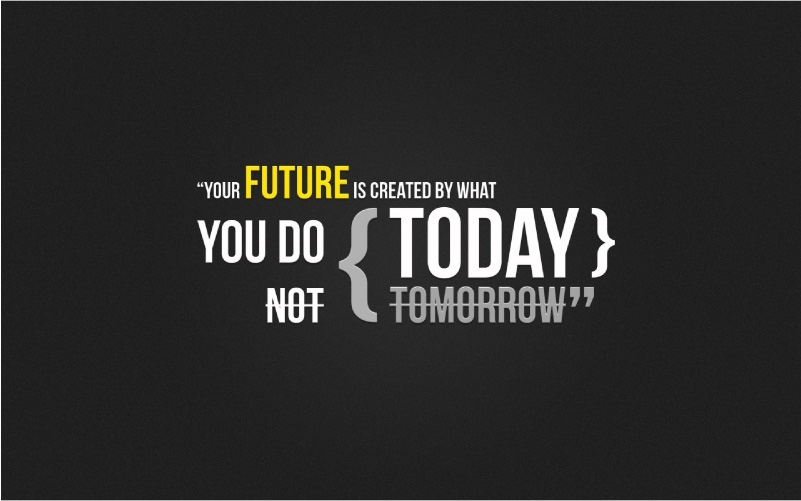 “YOUR FUTURE IS CREATED BY WHAT
YOU DO { TODAY }
NOT TOMORROW”